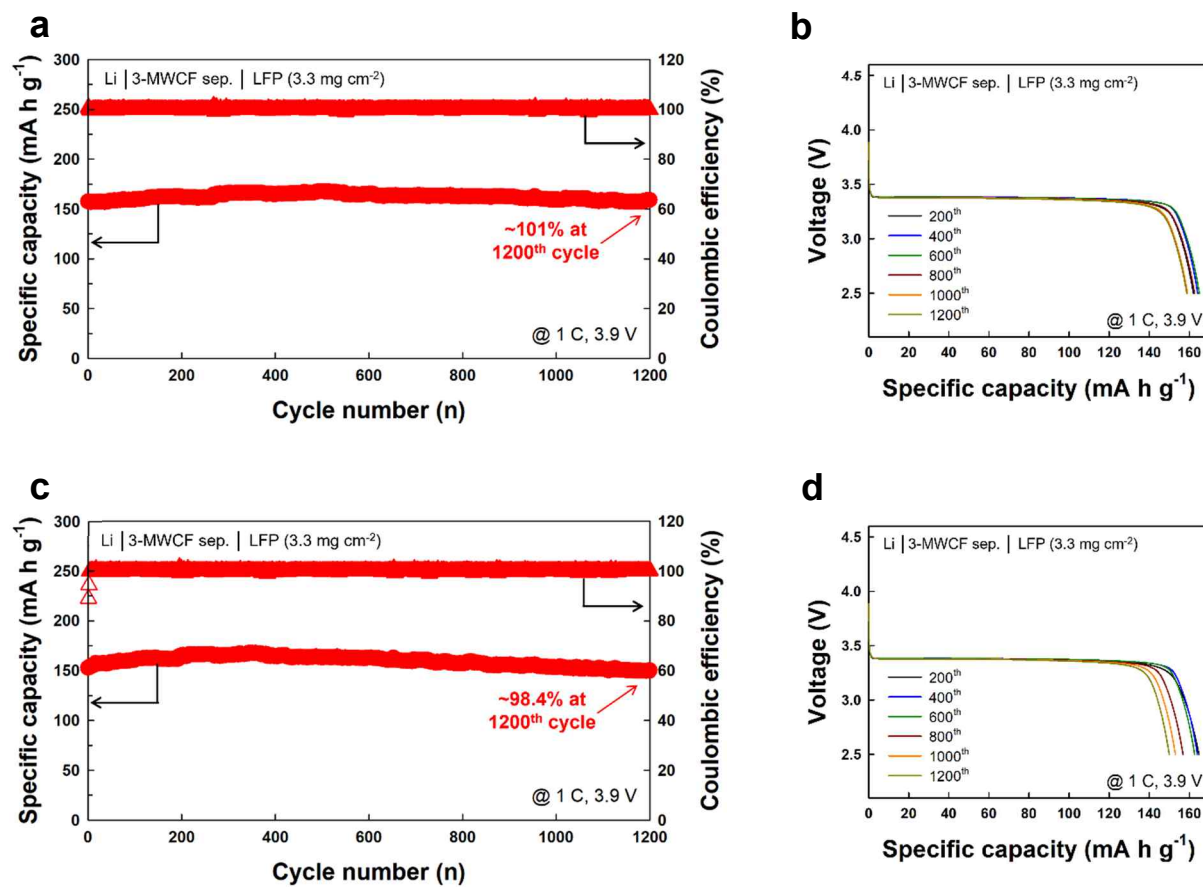 a
Li | 3-MWCF sep. | LFP (3.3 mg cm⁻²)
Specific capacity (mA h g⁻¹)
300
250
200
150
100
50
0
Coulombic efficiency (%)
120
100
80
60
40
20
0
~101% at
1200ᵗʰ cycle
@ 1 C, 3.9 V
0 200 400 600 800 1000 1200
Cycle number (n)
b
Li | 3-MWCF sep. | LFP (3.3 mg cm⁻²)
Voltage (V)
4.5
4.0
3.5
3.0
2.5
200ᵗʰ
400ᵗʰ
600ᵗʰ
800ᵗʰ
1000ᵗʰ
1200ᵗʰ
@ 1 C, 3.9 V
0 20 40 60 80 100 120 140 160
Specific capacity (mA h g⁻¹)
c
Li | 3-MWCF sep. | LFP (3.3 mg cm⁻²)
Specific capacity (mA h g⁻¹)
300
250
200
150
100
50
0
Coulombic efficiency (%)
120
100
80
60
40
20
0
~98.4% at
1200ᵗʰ cycle
@ 1 C, 3.9 V
0 200 400 600 800 1000 1200
Cycle number (n)
d
Li | 3-MWCF sep. | LFP (3.3 mg cm⁻²)
Voltage (V)
4.5
4.0
3.5
3.0
2.5
200ᵗʰ
400ᵗʰ
600ᵗʰ
800ᵗʰ
1000ᵗʰ
1200ᵗʰ
@ 1 C, 3.9 V
0 20 40 60 80 100 120 140 160
Specific capacity (mA h g⁻¹)